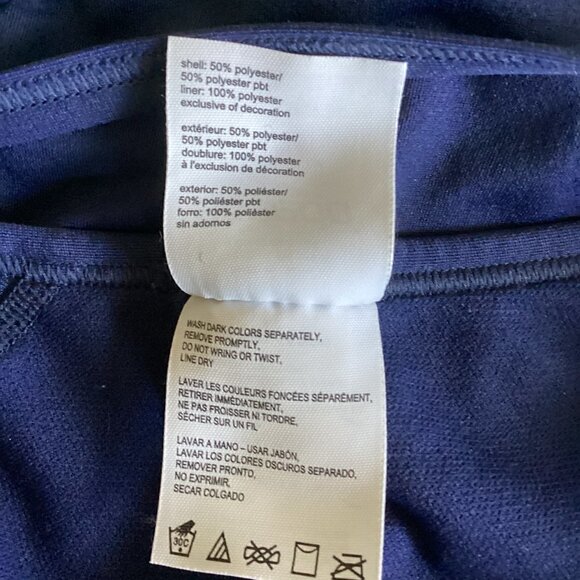 shell: 50% polyester/
50% polyester pbt
liner: 100% polyester
exclusive of decoration
extérieur: 50% polyester/
50% polyester pbt
doublure: 100% polyester
à l'exclusion de décoration
exterior: 50% poliéster/
50% poliéster pbt
forro: 100% poliéster
sin adornos
WASH DARK COLORS SEPARATELY,
REMOVE PROMPTLY,
DO NOT WRING OR TWIST,
LINE DRY
LAVER LES COULEURS FONCÉES SÉPARÉMENT,
RETIRER IMMÉDIATEMENT,
NE PAS FROISSER NI TORDRE,
SÉCHER SUR UN FIL
LAVAR A MANO – USAR JABÓN,
LAVAR LOS COLORES OSCUROS SEPARADO,
REMOVER PRONTO,
NO EXPRIMIR,
SECAR COLGADO
30C